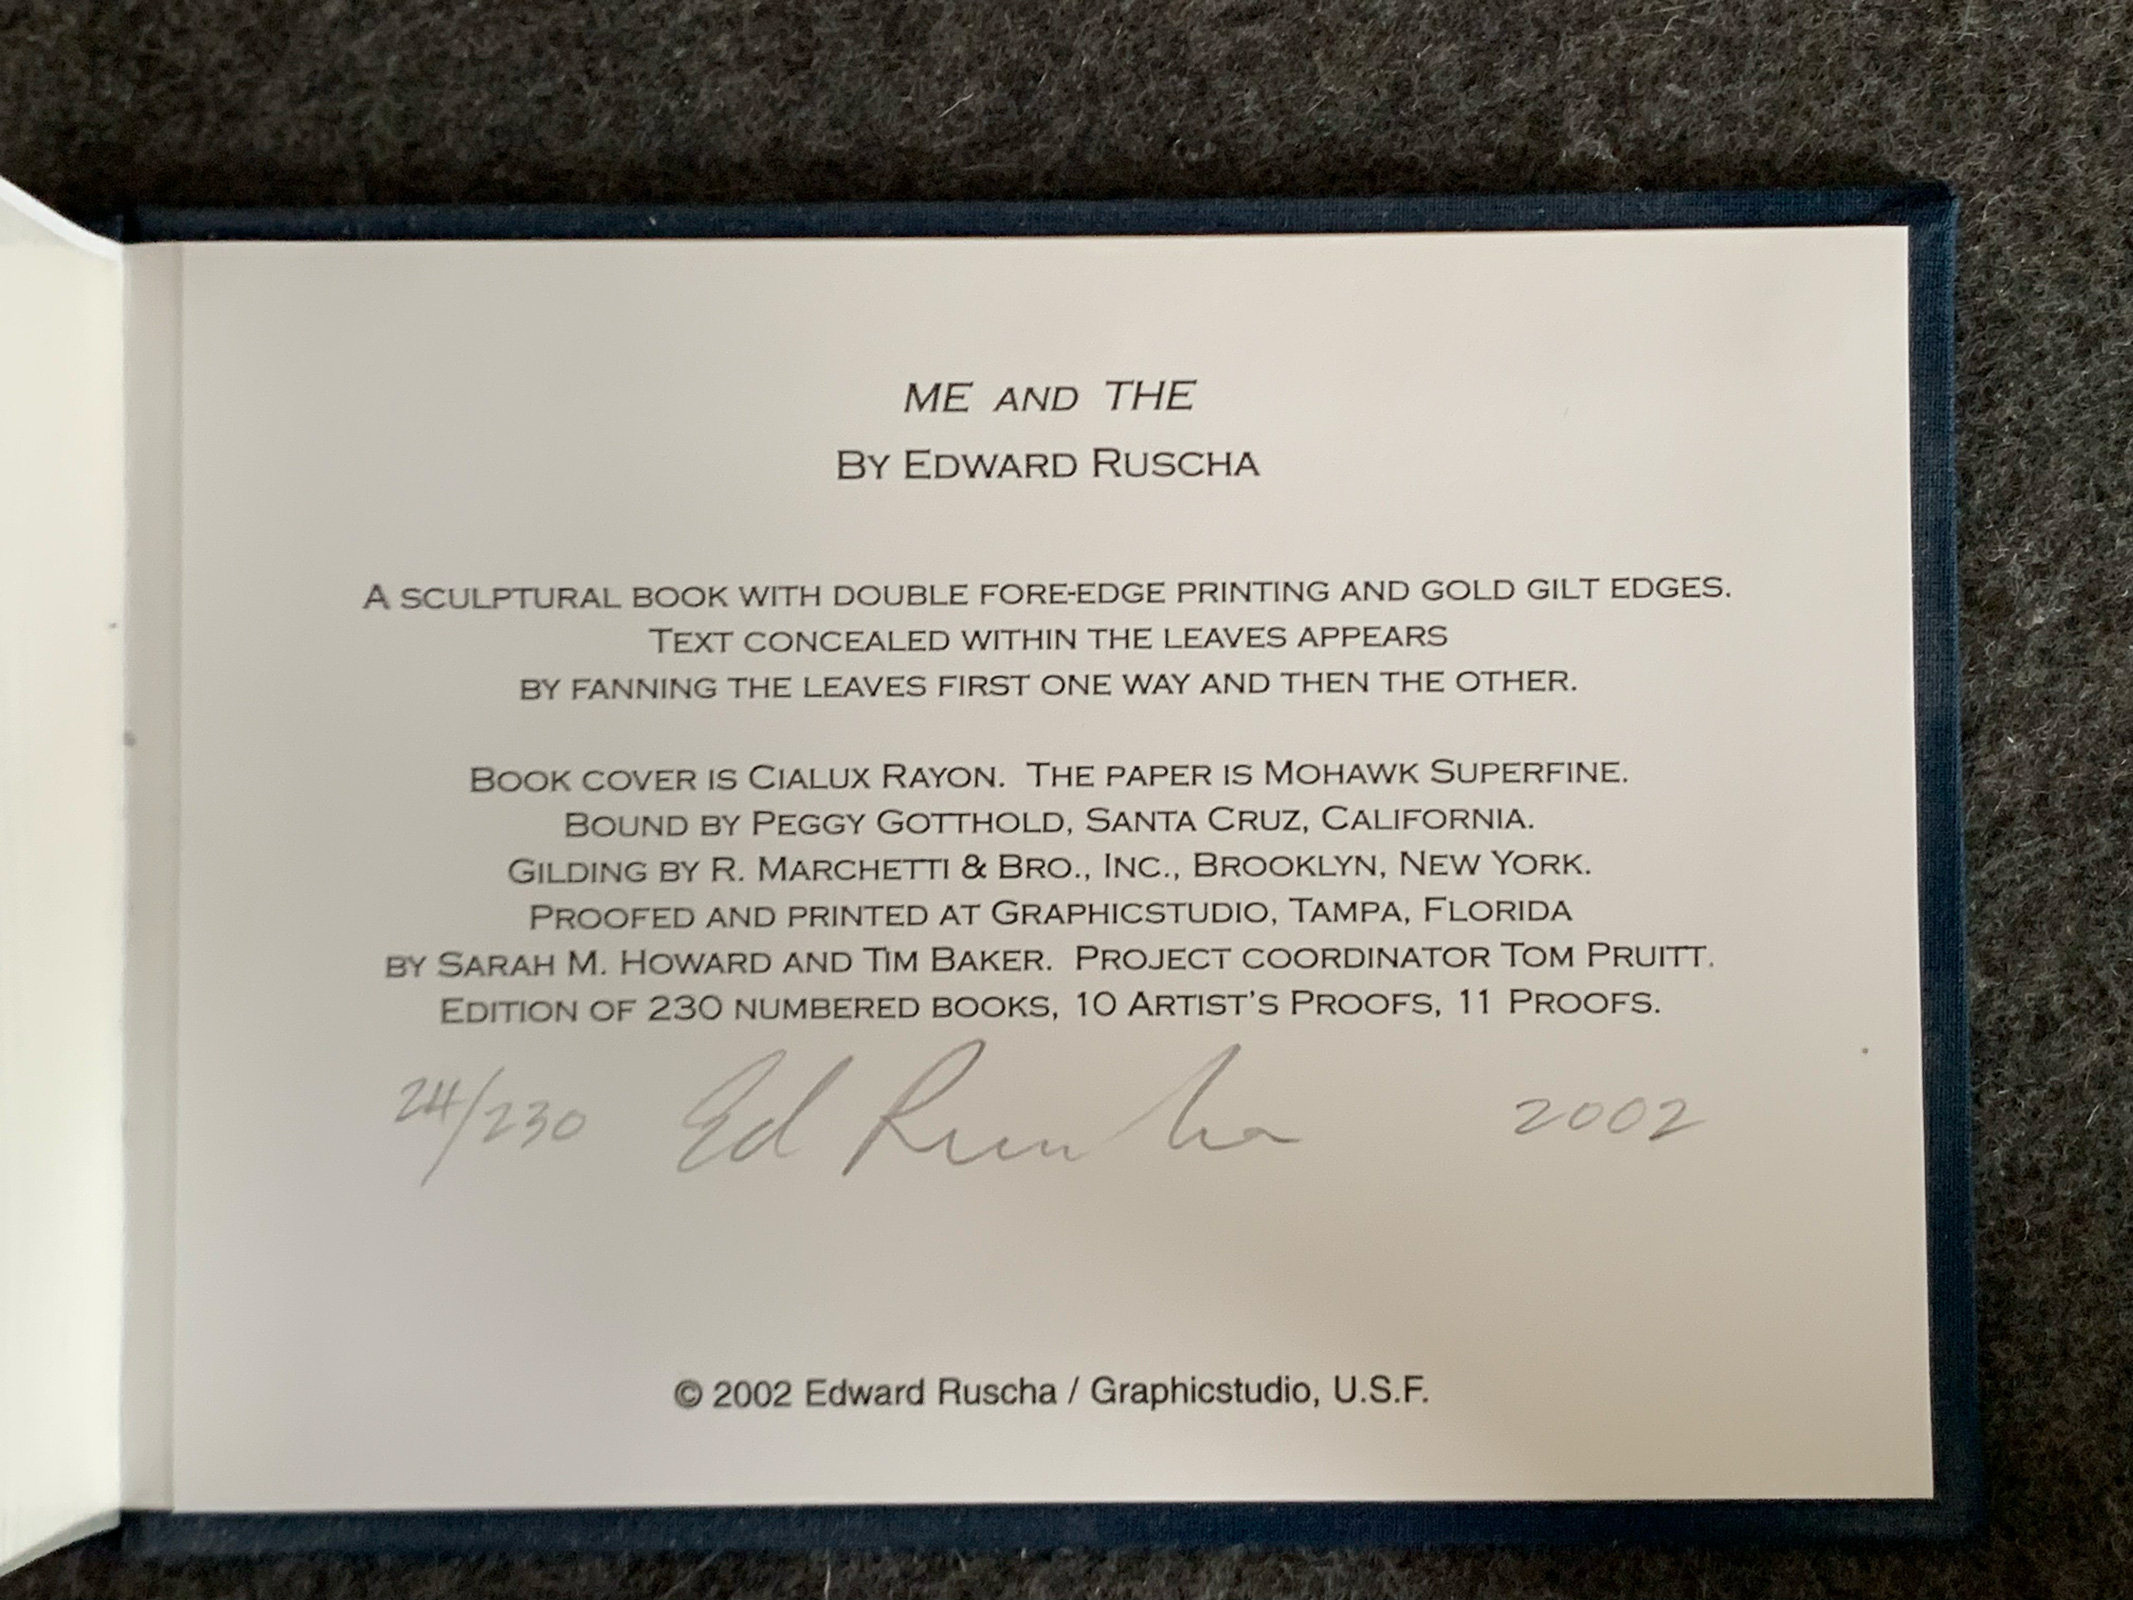 ME AND THE
BY EDWARD RUSCHA
A SCULPTURAL BOOK WITH DOUBLE FORE-EDGE PRINTING AND GOLD GILT EDGES.
TEXT CONCEALED WITHIN THE LEAVES APPEARS
BY FANNING THE LEAVES FIRST ONE WAY AND THEN THE OTHER.
BOOK COVER IS CIALUX RAYON. THE PAPER IS MOHAWK SUPERFINE.
BOUND BY PEGGY GOTTHOLD, SANTA CRUZ, CALIFORNIA.
GILDING BY R. MARCHETTI & BRO., INC., BROOKLYN, NEW YORK.
PROOFED AND PRINTED AT GRAPHICSTUDIO, TAMPA, FLORIDA
BY SARAH M. HOWARD AND TIM BAKER. PROJECT COORDINATOR TOM PRUITT.
EDITION OF 230 NUMBERED BOOKS, 10 ARTIST'S PROOFS, 11 PROOFS.
24/230 Ed Ruscha 2002
© 2002 Edward Ruscha / Graphicstudio, U.S.F.